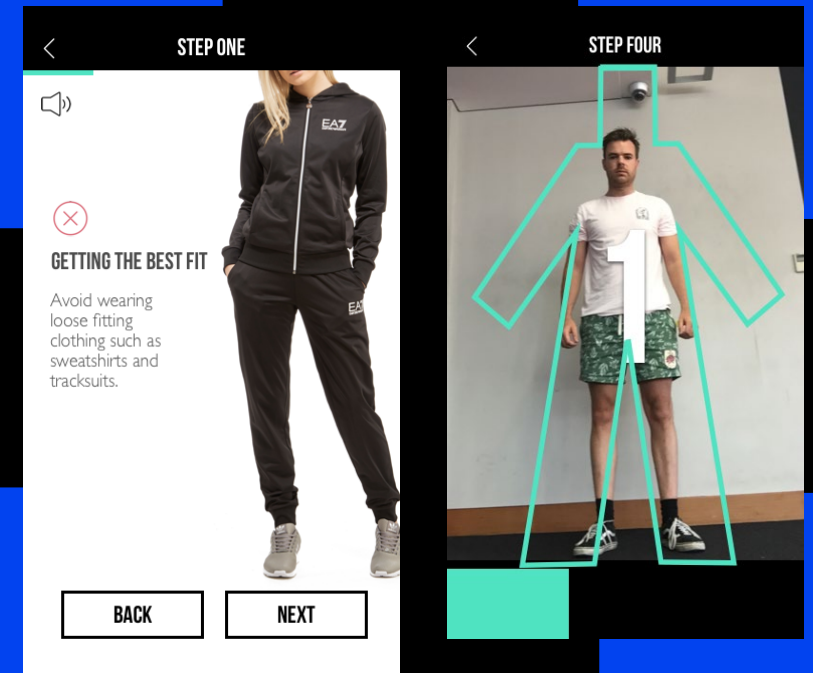 STEP ONE
GETTING THE BEST FIT
Avoid wearing
loose fitting
clothing such as
sweatshirts and
tracksuits.
EA7
EA7
BACK
NEXT
STEP FOUR
1